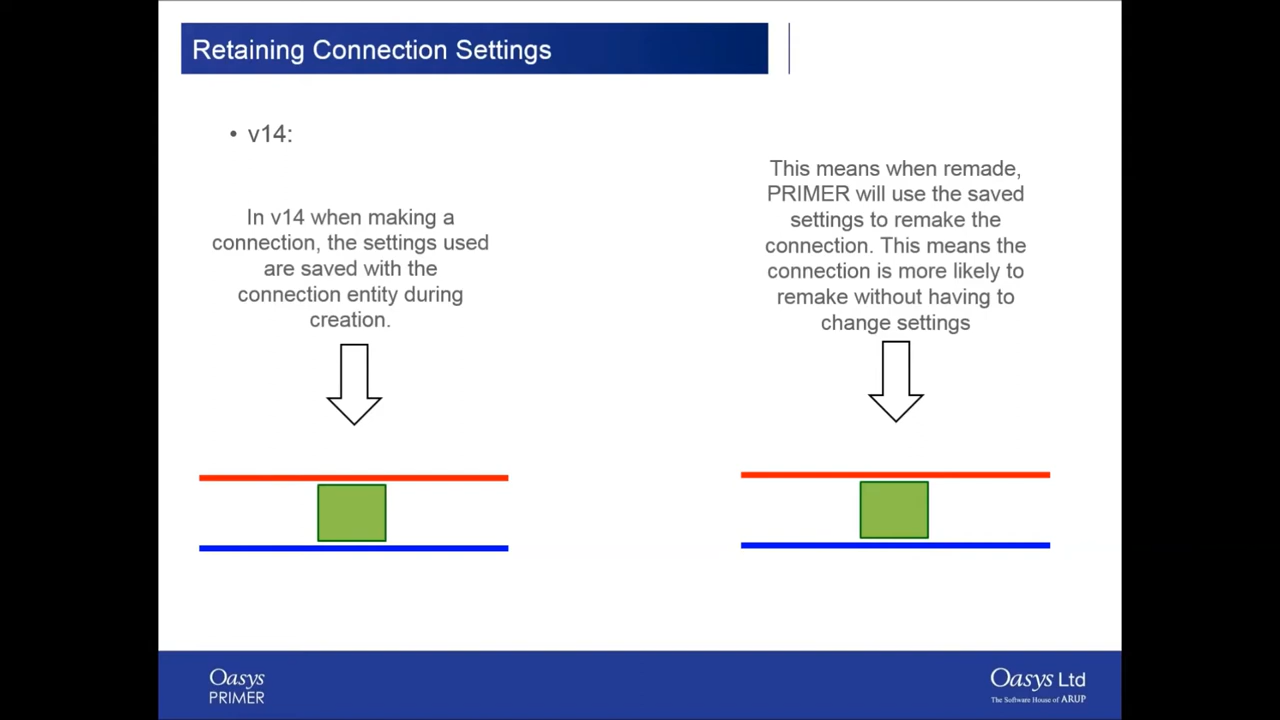 Retaining Connection Settings
• v14:
In v14 when making a
connection, the settings used
are saved with the
connection entity during
creation.
This means when remade,
PRIMER will use the saved
settings to remake the
connection. This means the
connection is more likely to
remake without having to
change settings
Oasys
PRIMER
Oasys Ltd
The Software House of ARUP